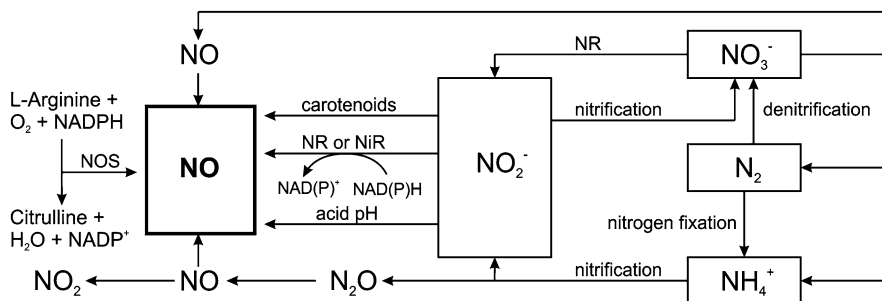 NO
NR
NO₃⁻
L-Arginine +
O₂ + NADPH
NOS
Citrulline +
H₂O + NADP⁺
NO
carotenoids
NR or NiR
NAD(P)⁺
NAD(P)H
acid pH
NO₂⁻
nitrification
denitrification
N₂
nitrogen fixation
NO₂
NO
N₂O
nitrification
NH₄⁺